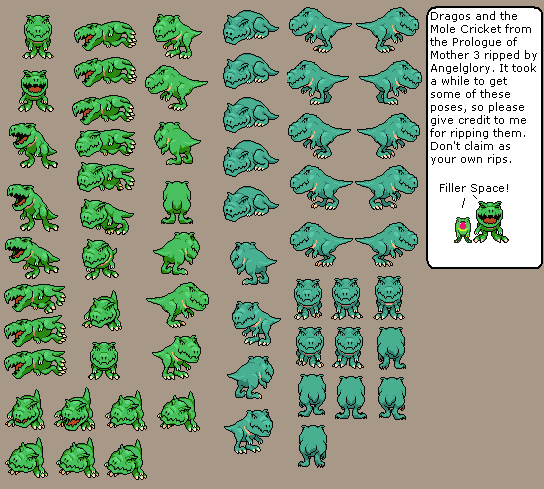 Dragos and the
Mole Cricket from
the Prologue of
Mother 3 ripped by
Angelglory. It took
a while to get
some of these
poses, so please
give credit to me
for ripping them.
Don't claim as
your own rips.
Filler Space!